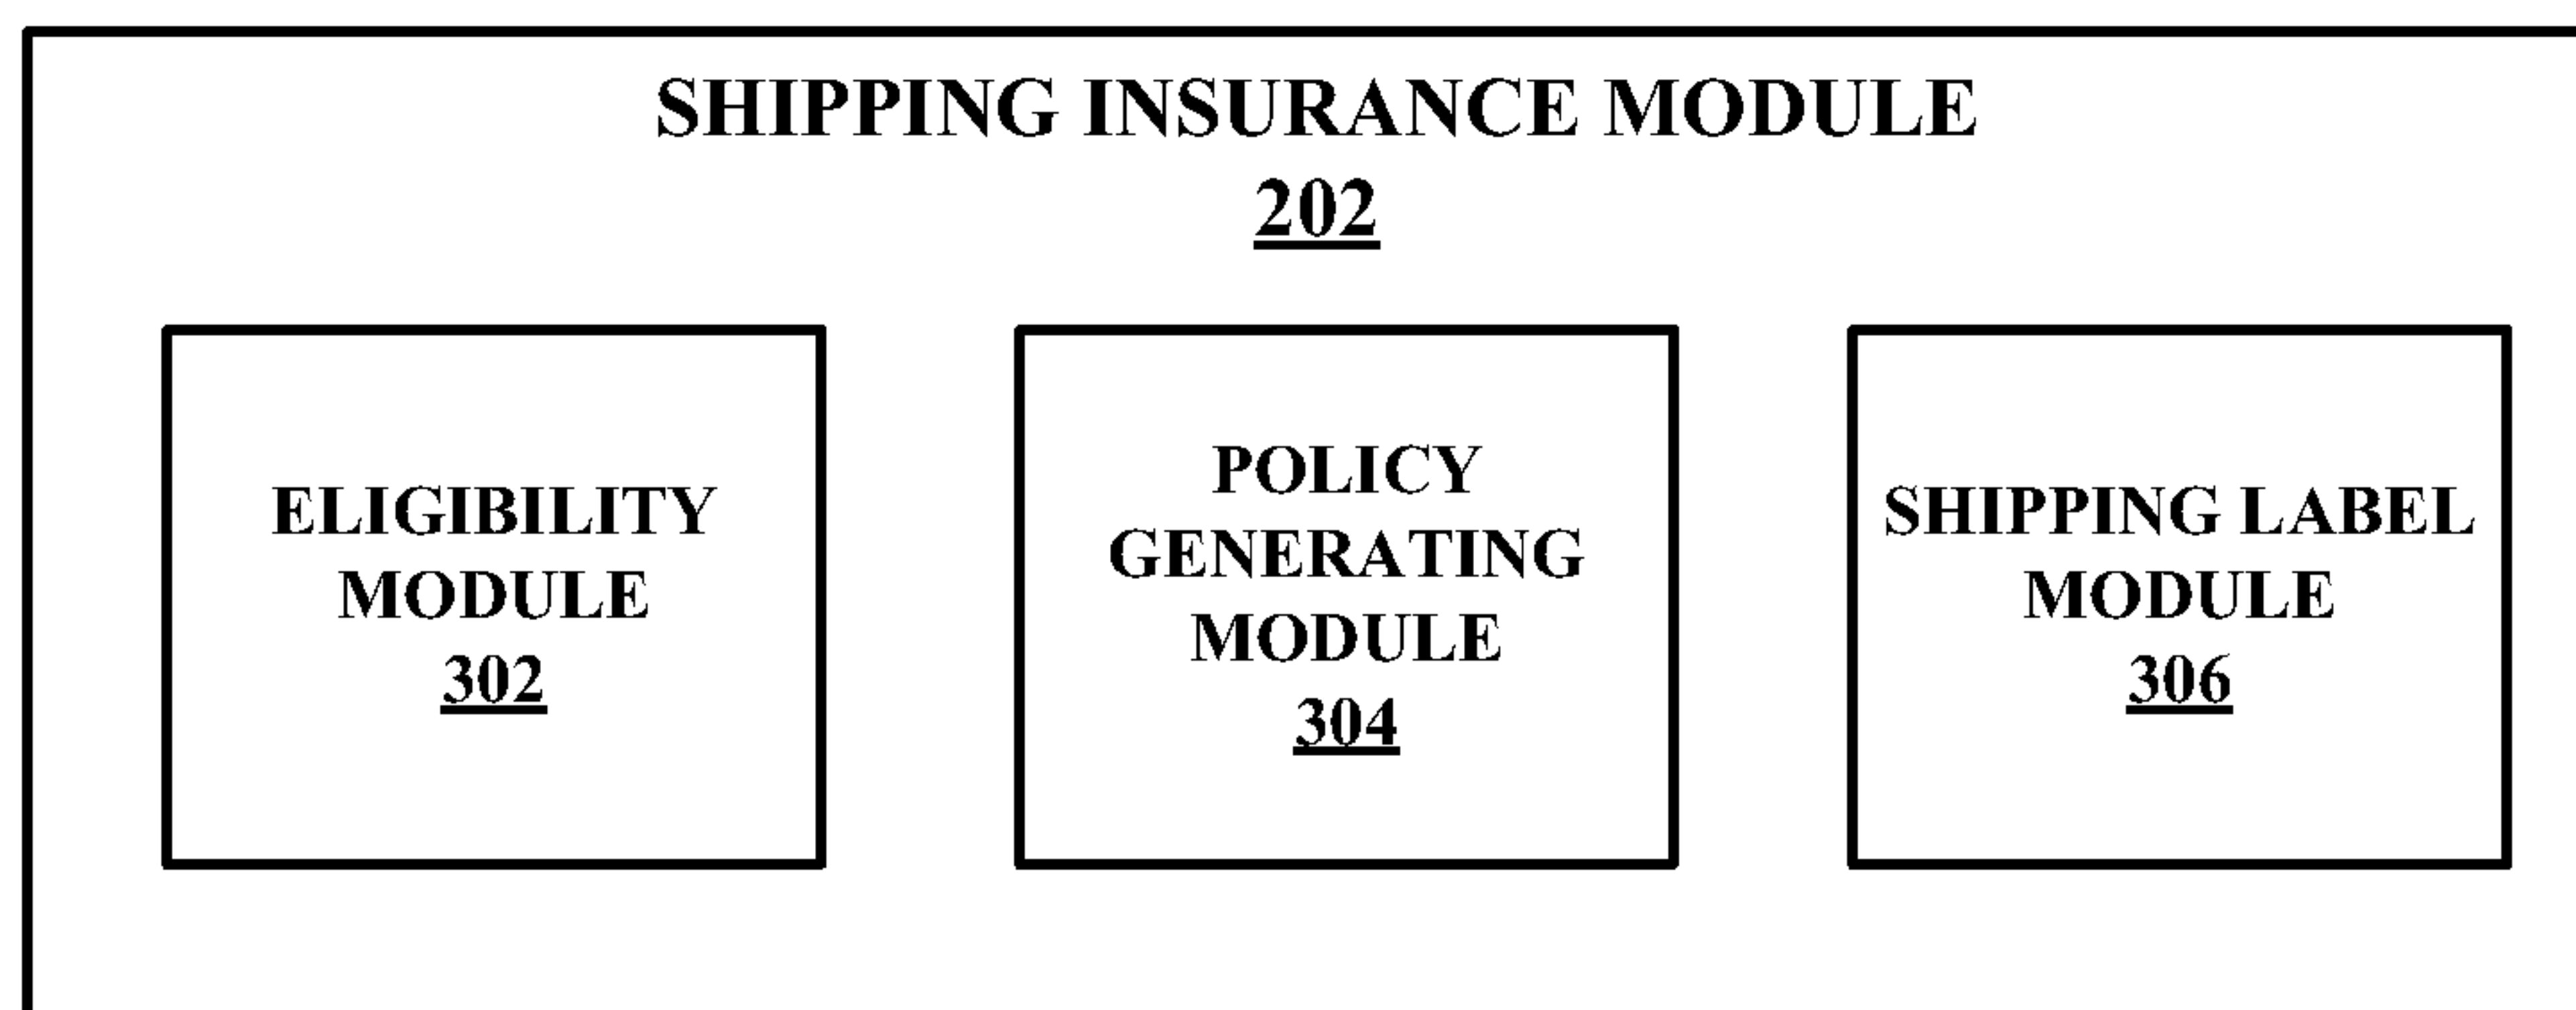 SHIPPING INSURANCE MODULE
202
ELIGIBILITY
MODULE
302
POLICY
GENERATING
MODULE
304
SHIPPING LABEL
MODULE
306